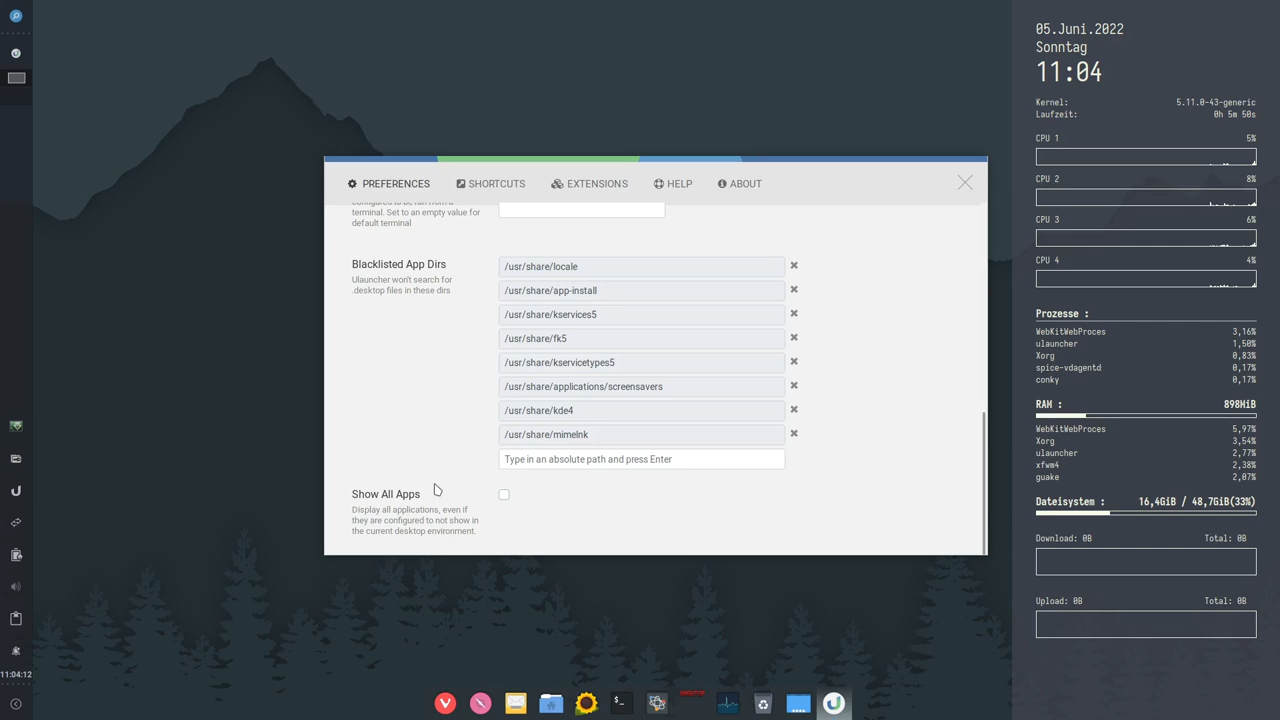 PREFERENCES
SHORTCUTS
EXTENSIONS
HELP
ABOUT
configured to be run from a
terminal. Set to an empty value for
default terminal
Blacklisted App Dirs
Ulauncher won't search for
.desktop files in these dirs
/usr/share/locale
/usr/share/app-install
/usr/share/kservices5
/usr/share/fk5
/usr/share/kservicetypes5
/usr/share/applications/screensavers
/usr/share/kde4
/usr/share/mimelnk
Type in an absolute path and press Enter
Show All Apps
Display all applications, even if
they are configured to not show in
the current desktop environment.
05.Juni.2022
Sonntag
11:04
Kernel: 5.11.0-43-generic
Laufzeit: 0h 5m 50s
CPU 1 5%
CPU 2 8%
CPU 3 6%
CPU 4 4%
Prozesse :
WebKitWebProces 3,16%
ulauncher 1,50%
Xorg 0,83%
spice-vdagentd 0,17%
conky 0,17%
RAM : 898MiB
WebKitWebProces 5,97%
Xorg 3,54%
ulauncher 2,77%
xfwm4 2,38%
guake 2,07%
Dateisystem : 16,4GiB / 48,7GiB(33%)
Download: 0B Total: 0B
Upload: 0B Total: 0B
11:04:12